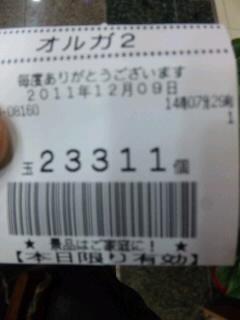 オルガ2
毎度ありがとうございます
2011年12月09日
-08160 14時07分29秒
1
玉 23311個
★ 景品はご家庭に! ★
【本日限り有効】